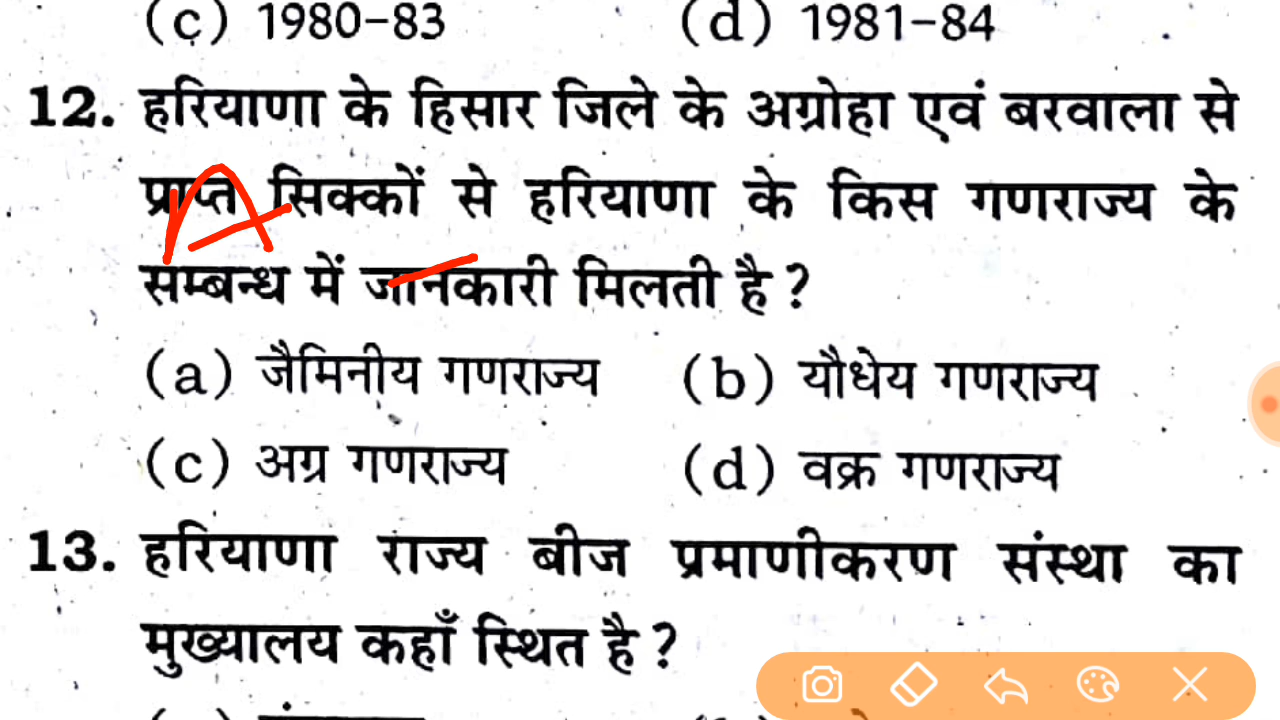 (c) 1980-83 (d) 1981-84
12. हरियाणा के हिसार जिले के अग्रोहा एवं बरवाला से
प्राप्त सिक्कों से हरियाणा के किस गणराज्य के
सम्बन्ध में जानकारी मिलती है ?
(a) जैमिनीय गणराज्य (b) यौधेय गणराज्य
(c) अग्र गणराज्य (d) वक्र गणराज्य
13. हरियाणा राज्य बीज प्रमाणीकरण संस्था का
मुख्यालय कहाँ स्थित है ?